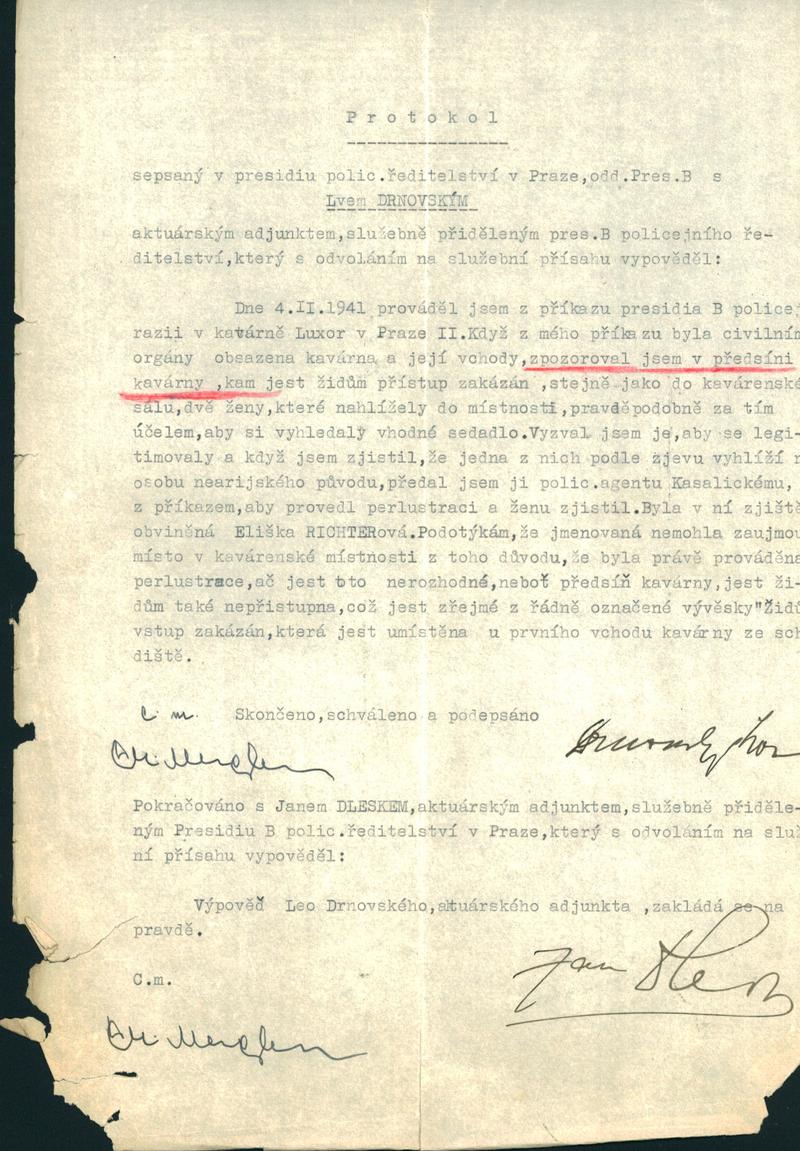 P r o t o k o l
sepsaný v presidiu polic.ředitelství v Praze,odd.Pres.B s
Lvem DRNOVSKÝM
aktuárským adjunktem,služebně přiděleným pres.B policejního ře-
ditelství,který s odvoláním na služební přísahu vypověděl:
Dne 4.II.1941 prováděl jsem z příkazu presidia B policej
razii v kavárně Luxor v Praze II.Když z mého příkazu byla civilním
orgány obsazena kavárna a její vchody,zpozoroval jsem v předsíni
kavárny ,kam jest židům přístup zakázán ,stejně jako do kavárenské
sálu,dvě ženy,které nahlížely do místnosti,pravděpodobně za tím
účelem,aby si vyhledaly vhodné sedadlo.Vyzval jsem je,aby se legi-
timovaly a když jsem zjistil,že jedna z nich podle zjevu vyhlíží n
osobu nearijského původu,předal jsem ji polic.agentu Kasalickému,
z příkazem,aby provedl perlustraci a ženu zjistil.Byla v ní zjiště
obviněná Eliška RICHTERová.Podotýkám,že jmenovaná nemohla zaujmou
místo v kavárenské místnosti z toho důvodu,že byla právě prováděna
perlustrace,ač jest toto nerozhodné,neboť předsíň kavárny,jest ži-
dům také nepřistupna,což jest zřejmé z řádně označené vývěsky"Židů
vstup zakázán,která jest umístěna u prvního vchodu kavárny ze sch
diště.
C. m. Skončeno,schváleno a podepsáno
Pokračováno s Janem DLESKEM,aktuárským adjunktem,služebně přiděle-
ným Presidiu B polic.ředitelství v Praze,který s odvoláním na služ
ní přísahu vypověděl:
Výpověď Leo Drnovského,aktuárského adjunkta ,zakládá se na
pravdě.
C.m.
Jan